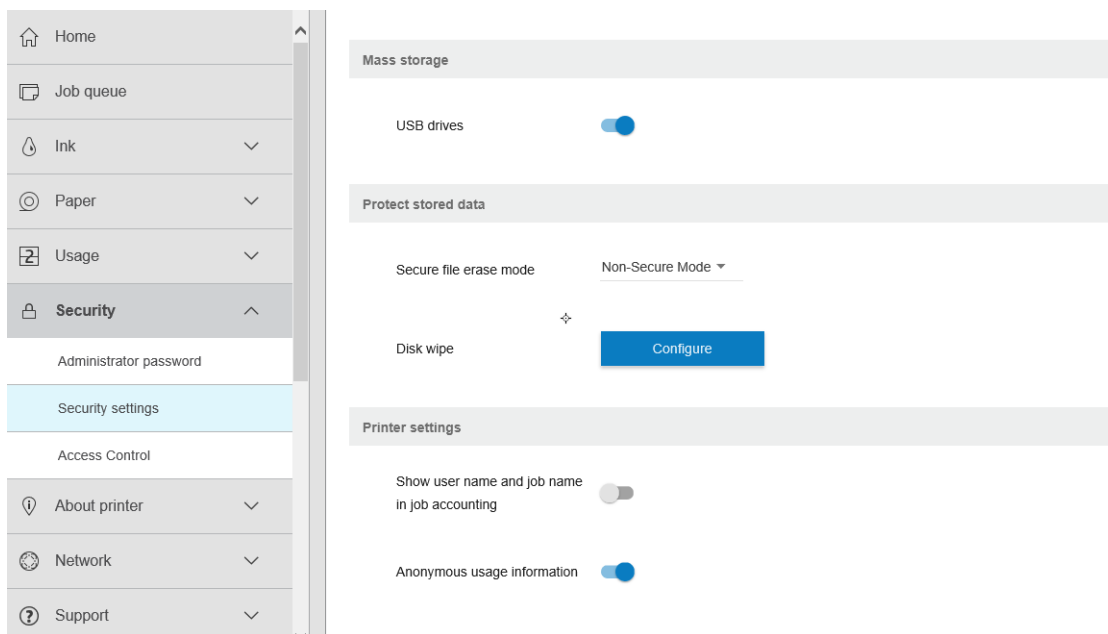 Home
Job queue
Ink
Paper
Usage
Security
Administrator password
Security settings
Access Control
About printer
Network
Support
Mass storage
USB drives
Protect stored data
Secure file erase mode
Non-Secure Mode
Disk wipe
Configure
Printer settings
Show user name and job name
in job accounting
Anonymous usage information